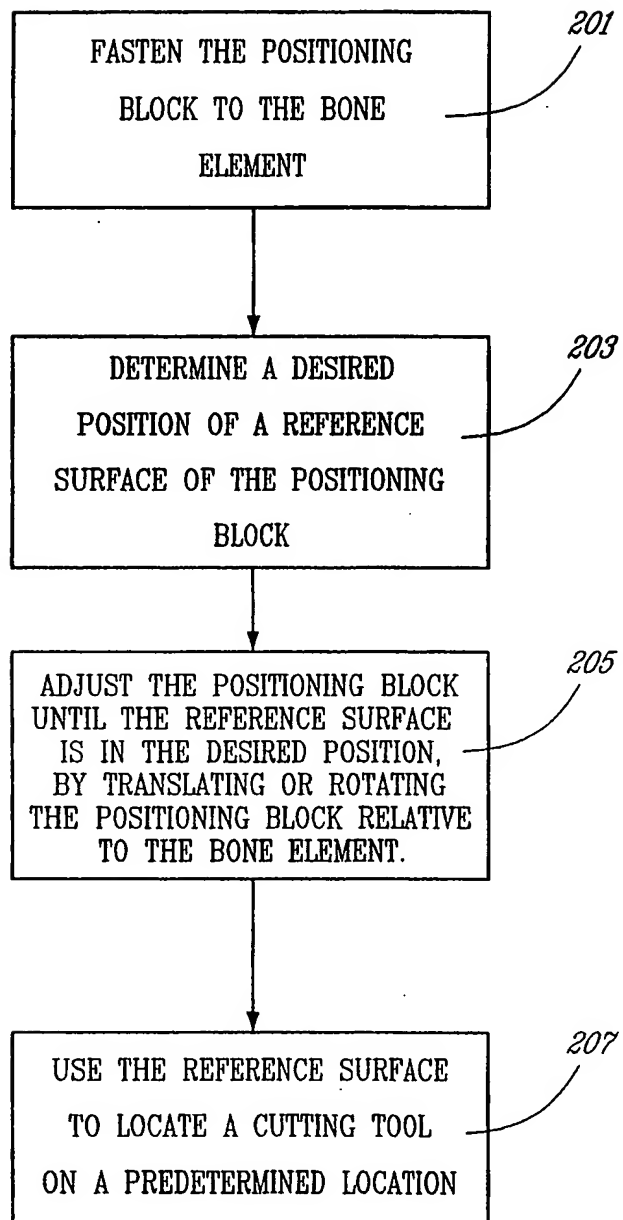 201
FASTEN THE POSITIONING
BLOCK TO THE BONE
ELEMENT
203
DETERMINE A DESIRED
POSITION OF A REFERENCE
SURFACE OF THE POSITIONING
BLOCK
205
ADJUST THE POSITIONING BLOCK
UNTIL THE REFERENCE SURFACE
IS IN THE DESIRED POSITION,
BY TRANSLATING OR ROTATING
THE POSITIONING BLOCK RELATIVE
TO THE BONE ELEMENT.
207
USE THE REFERENCE SURFACE
TO LOCATE A CUTTING TOOL
ON A PREDETERMINED LOCATION